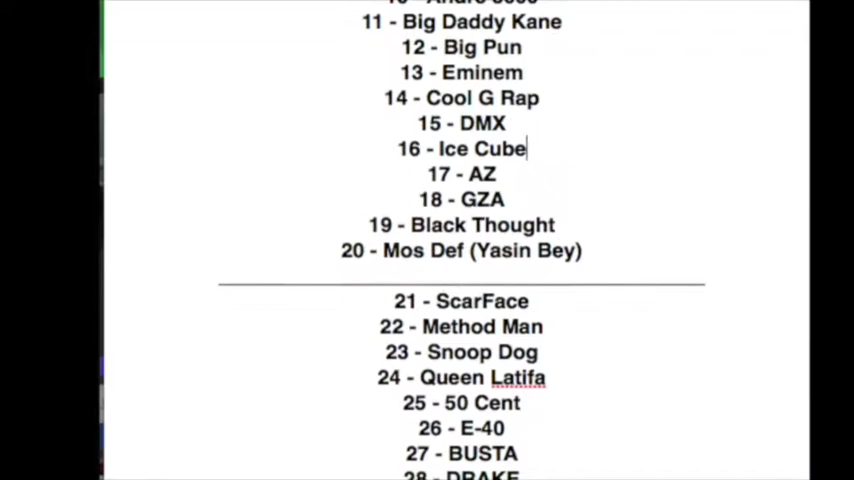 11 - Big Daddy Kane
12 - Big Pun
13 - Eminem
14 - Cool G Rap
15 - DMX
16 - Ice Cube
17 - AZ
18 - GZA
19 - Black Thought
20 - Mos Def (Yasin Bey)
21 - ScarFace
22 - Method Man
23 - Snoop Dog
24 - Queen Latifa
25 - 50 Cent
26 - E-40
27 - BUSTA
28 - DRAKE